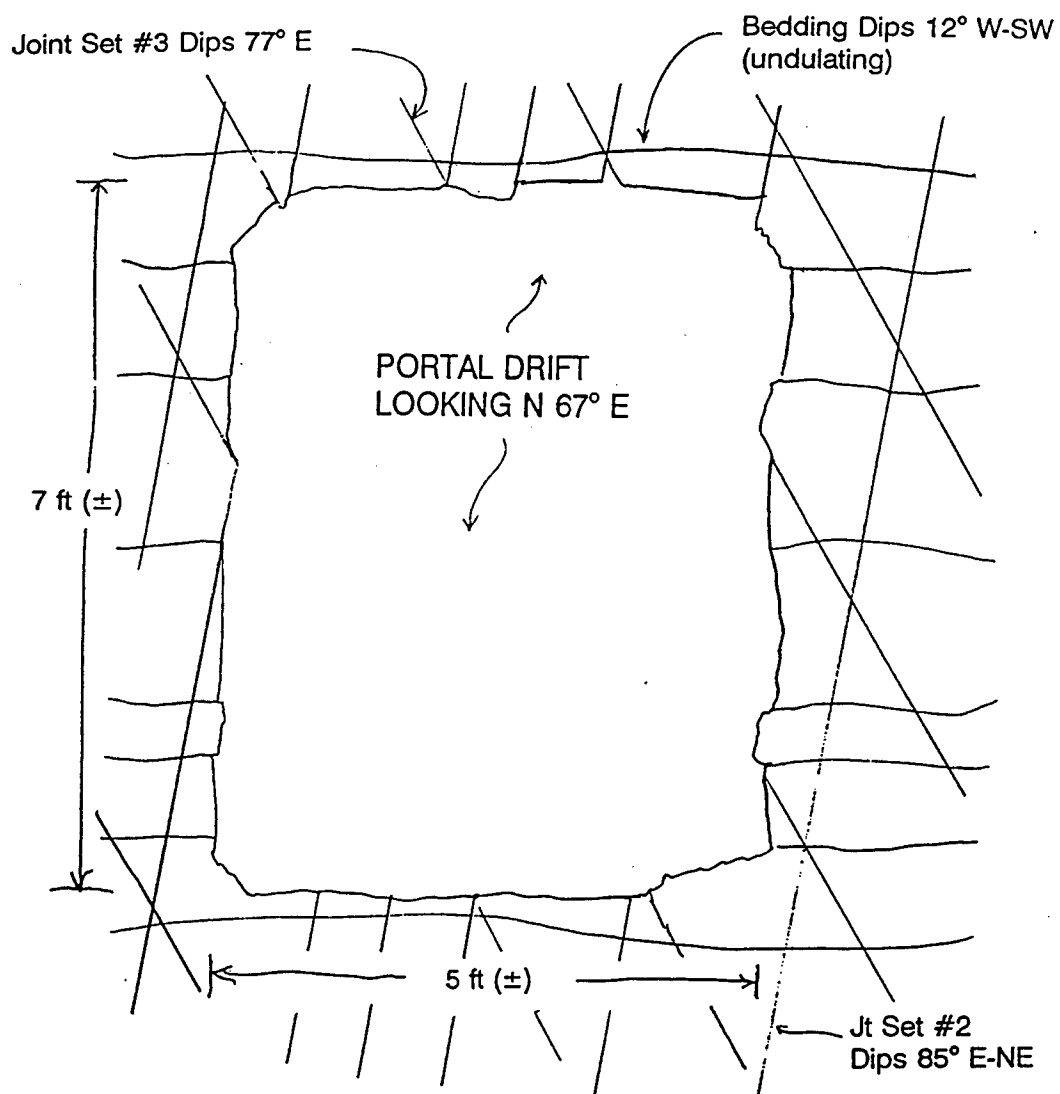 Joint Set #3 Dips 77° E
Bedding Dips 12° W-SW
(undulating)
PORTAL DRIFT
LOOKING N 67° E
7 ft (±)
5 ft (±)
Jt Set #2
Dips 85° E-NE